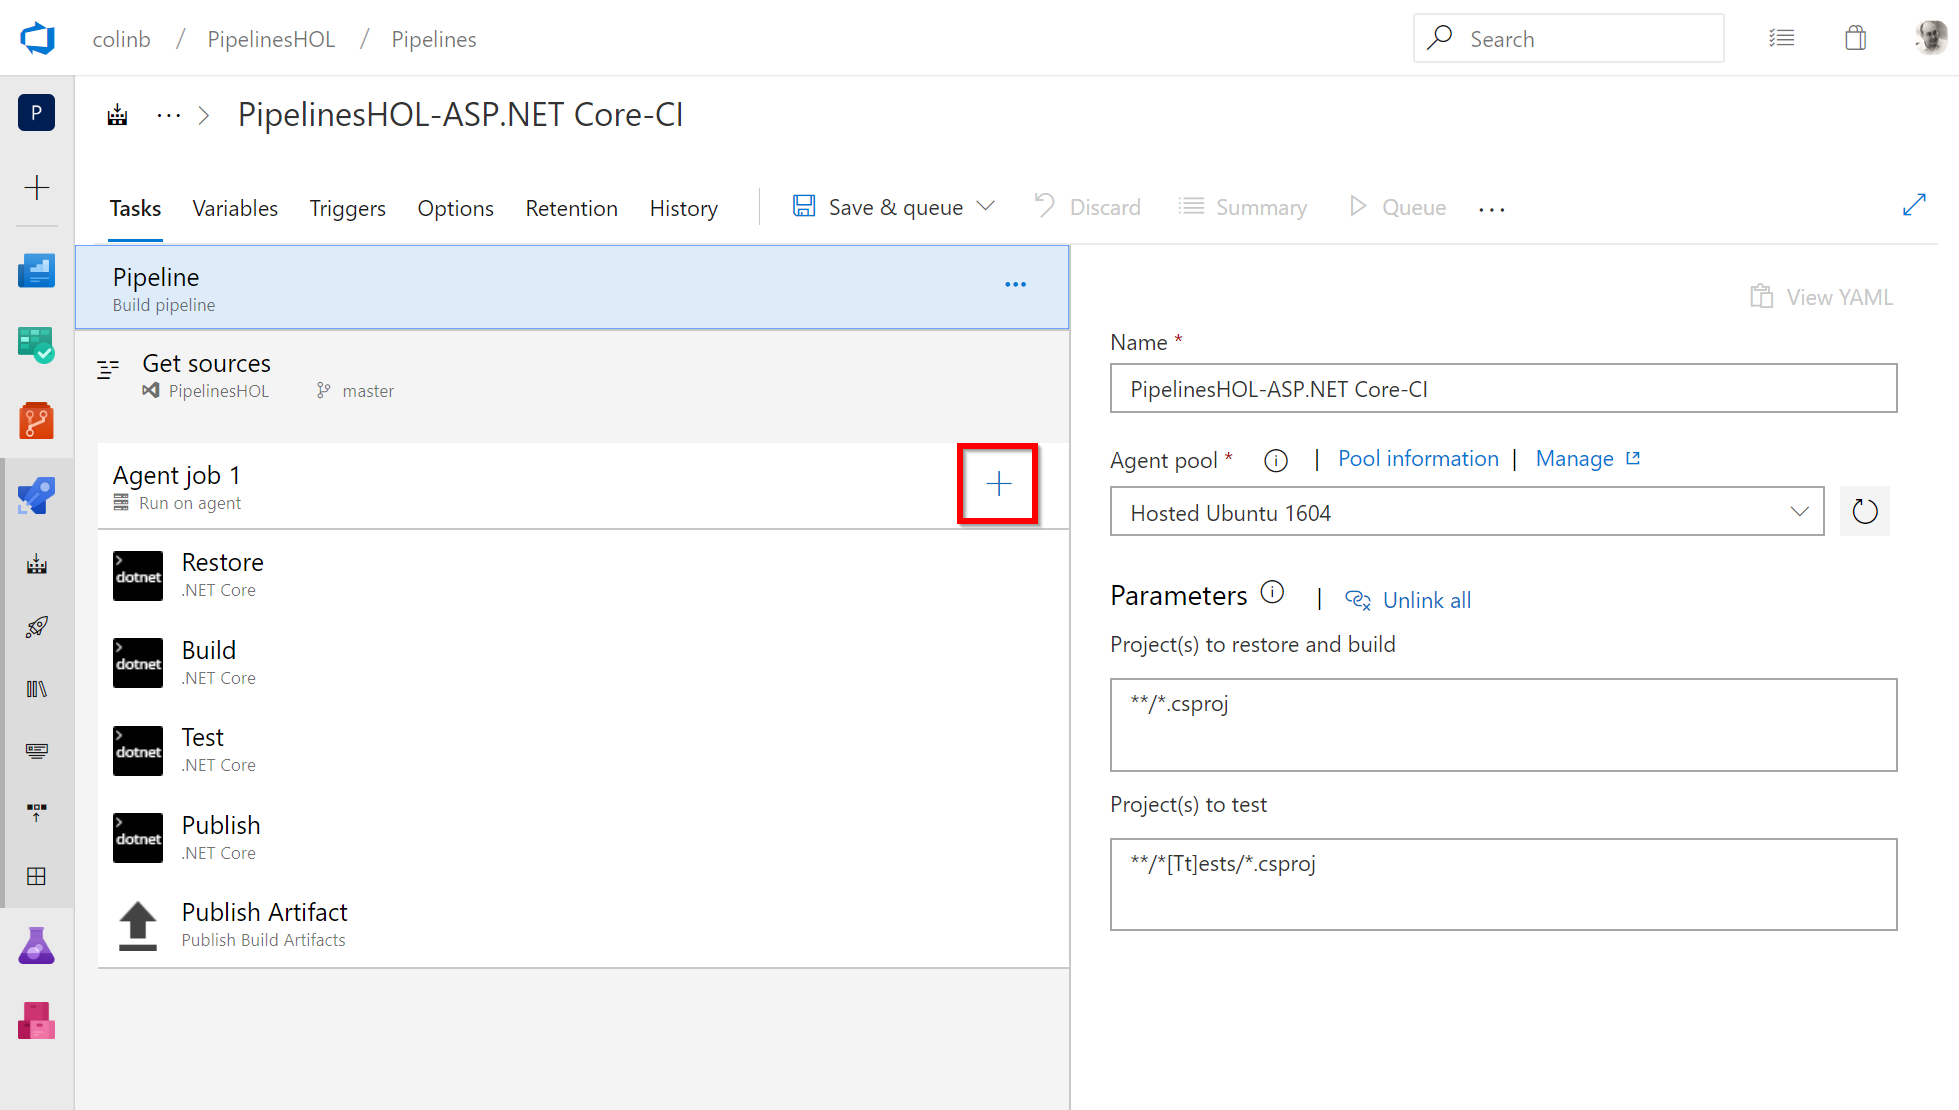 colinb / PipelinesHOL / Pipelines
Search
P
... > PipelinesHOL-ASP.NET Core-CI
Tasks Variables Triggers Options Retention History Save & queue Discard Summary Queue ...
Pipeline
Build pipeline
Get sources
PipelinesHOL master
Agent job 1
Run on agent
Restore
.NET Core
Build
.NET Core
Test
.NET Core
Publish
.NET Core
Publish Artifact
Publish Build Artifacts
>
dotnet
>
dotnet
>
dotnet
>
dotnet
View YAML
Name *
PipelinesHOL-ASP.NET Core-CI
Agent pool * | Pool information | Manage
Hosted Ubuntu 1604
Parameters | Unlink all
Project(s) to restore and build
**/*.csproj
Project(s) to test
**/*[Tt]ests/*.csproj